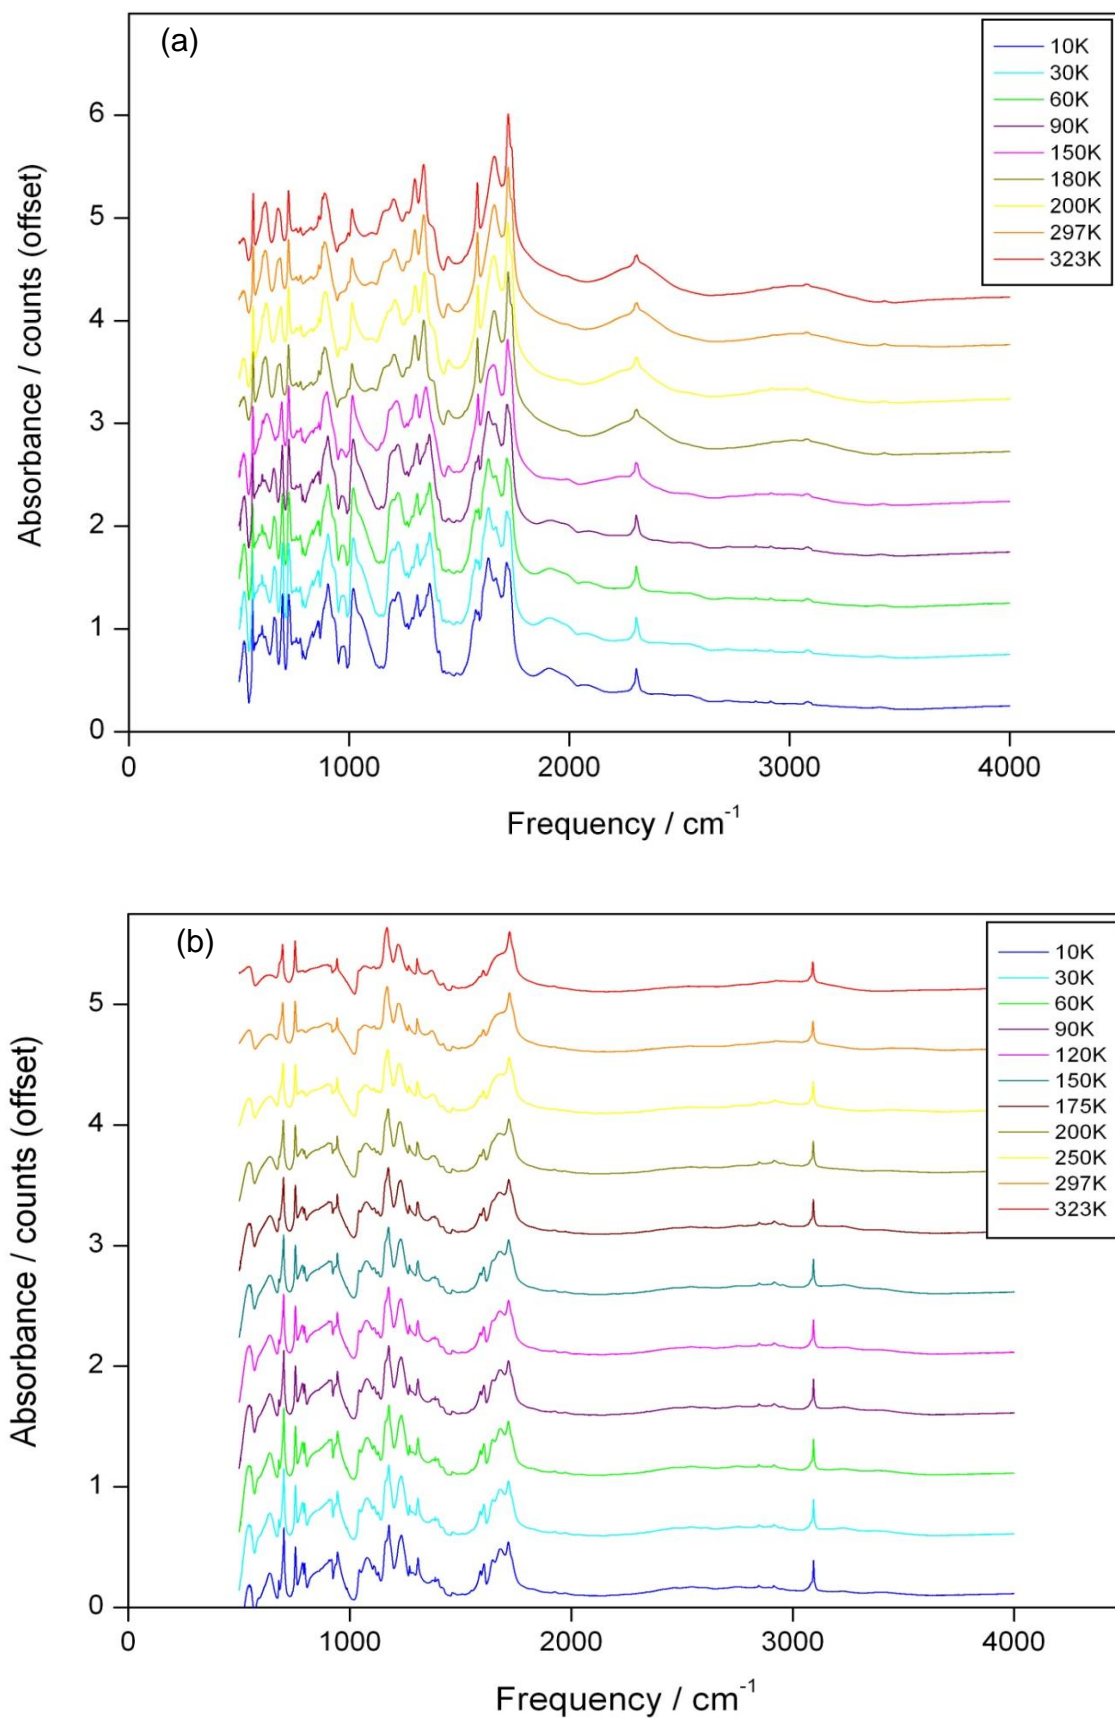 (a)
10K
30K
60K
90K
150K
180K
200K
297K
323K
6
5
4
3
2
1
0
Absorbance / counts (offset)
0 1000 2000 3000 4000
Frequency / cm-1
(b)
10K
30K
60K
90K
120K
150K
175K
200K
250K
297K
323K
5
4
3
2
1
0
Absorbance / counts (offset)
0 1000 2000 3000 4000
Frequency / cm-1